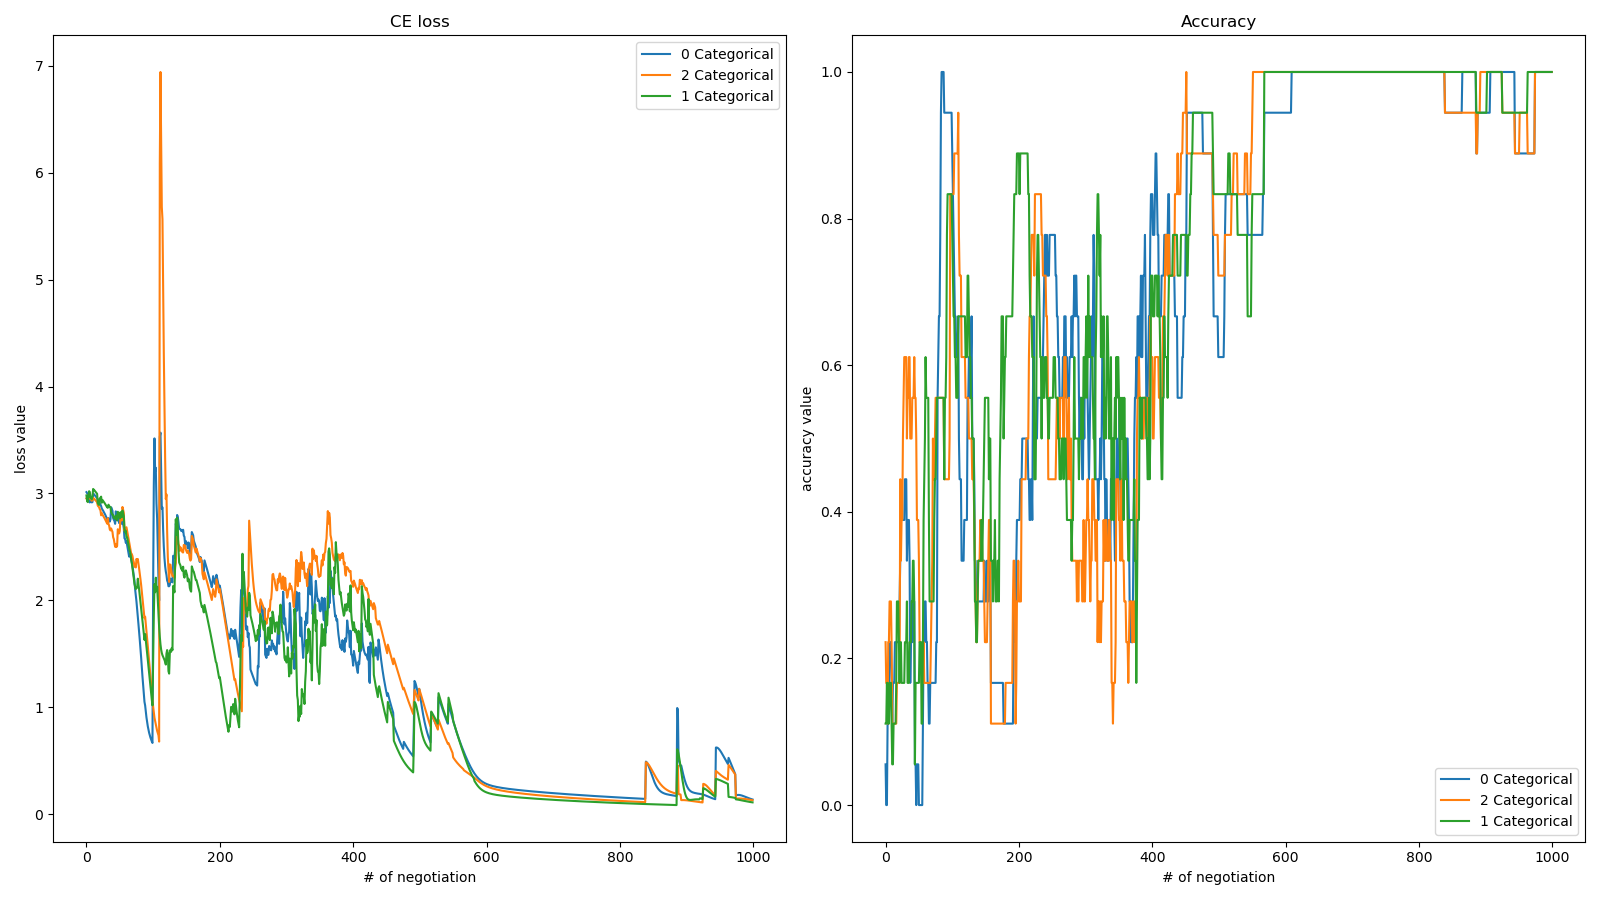 CE loss
loss value
7
6
5
4
3
2
1
0
0 Categorical
2 Categorical
1 Categorical
0 200 400 600 800 1000
# of negotiation
Accuracy
accuracy value
1.0
0.8
0.6
0.4
0.2
0.0
0 Categorical
2 Categorical
1 Categorical
0 200 400 600 800 1000
# of negotiation